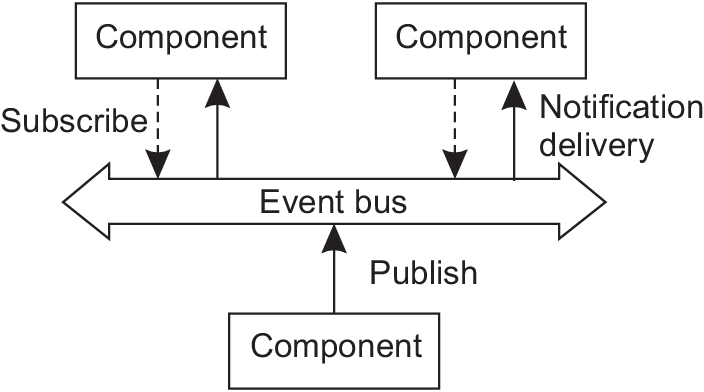 Component
Component
Subscribe
Notification
delivery
Event bus
Publish
Component